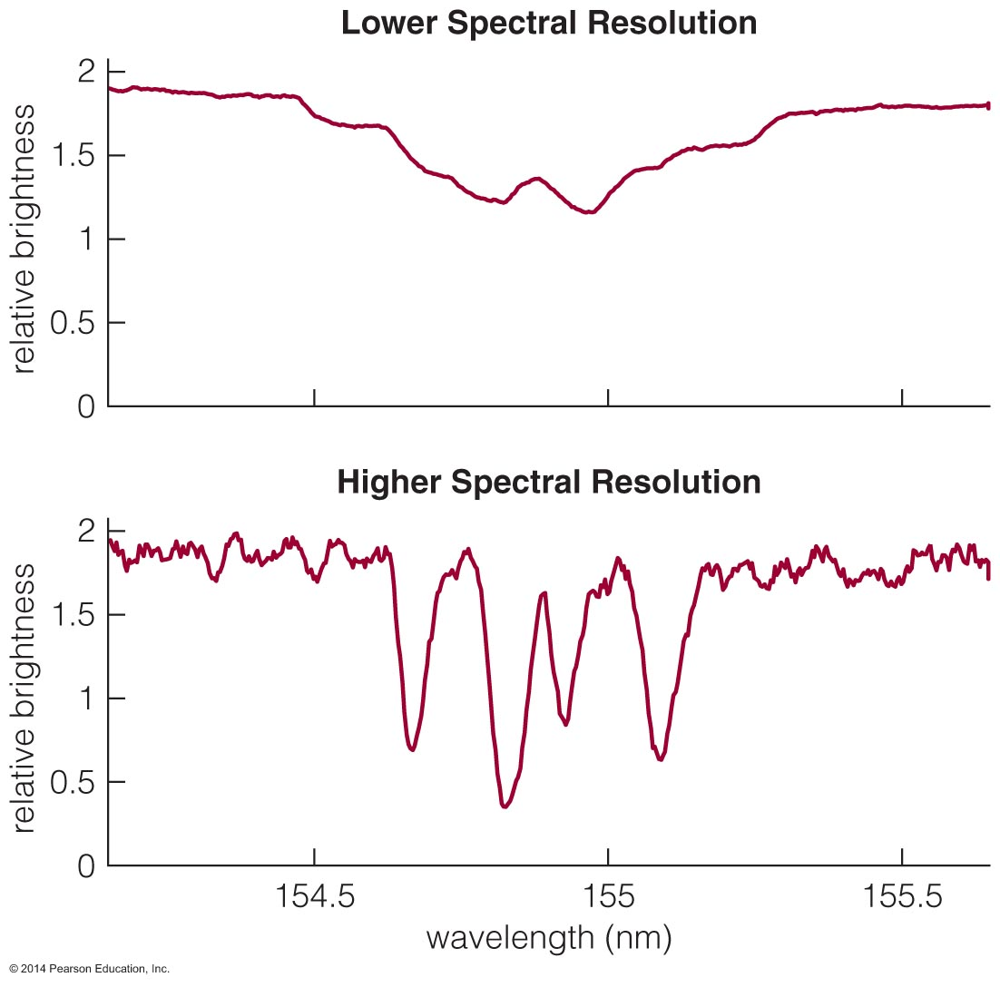 Lower Spectral Resolution
relative brightness
2
1.5
1
0.5
0
Higher Spectral Resolution
relative brightness
2
1.5
1
0.5
0
154.5
155
155.5
wavelength (nm)
© 2014 Pearson Education, Inc.